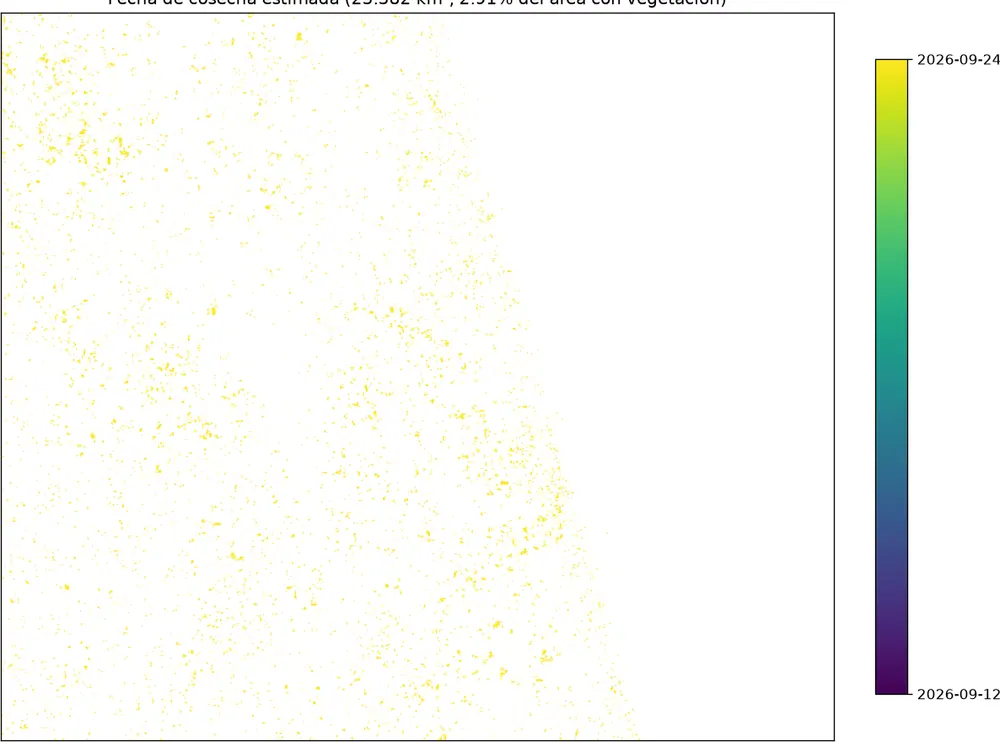 Fecha de cosecha estimada (23.382 km², 2.91% del área con vegetación)
2026-09-24
2026-09-12